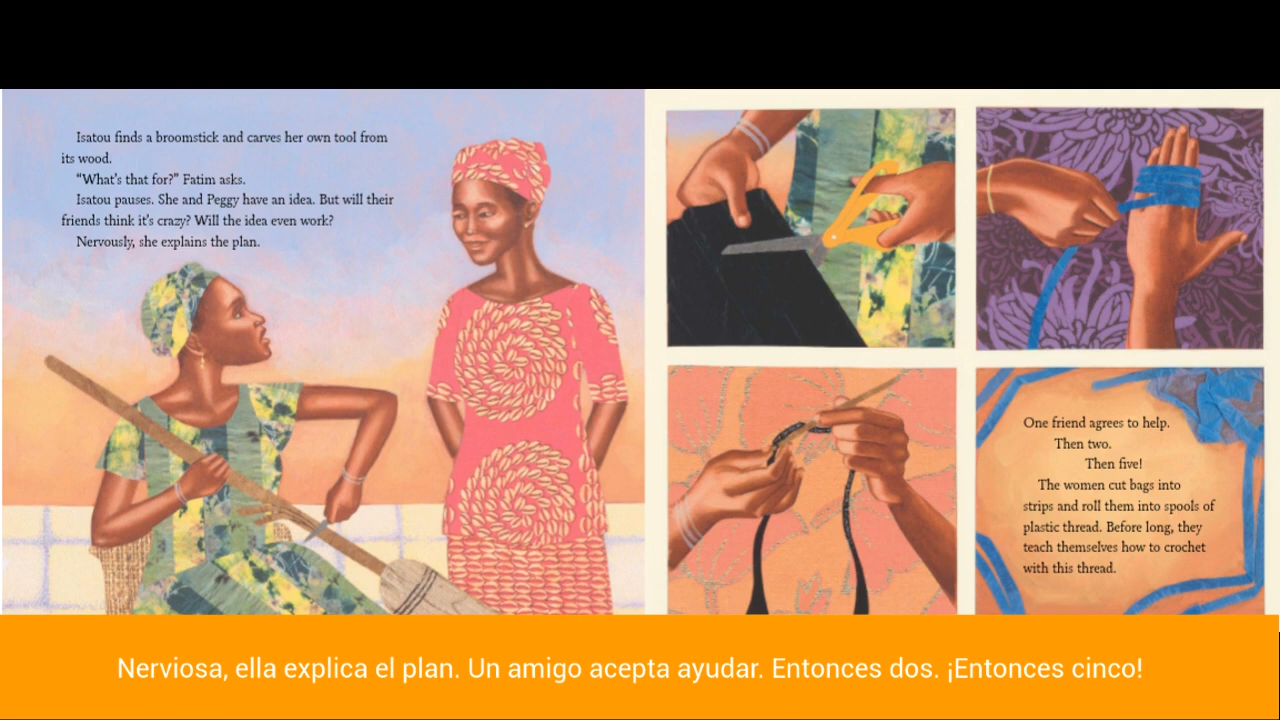 Isatou finds a broomstick and carves her own tool from
its wood.
“What's that for?” Fatim asks.
Isatou pauses. She and Peggy have an idea. But will their
friends think it's crazy? Will the idea even work?
Nervously, she explains the plan.
One friend agrees to help.
Then two.
Then five!
The women cut bags into
strips and roll them into spools of
plastic thread. Before long, they
teach themselves how to crochet
with this thread.
Nerviosa, ella explica el plan. Un amigo acepta ayudar. Entonces dos. ¡Entonces cinco!